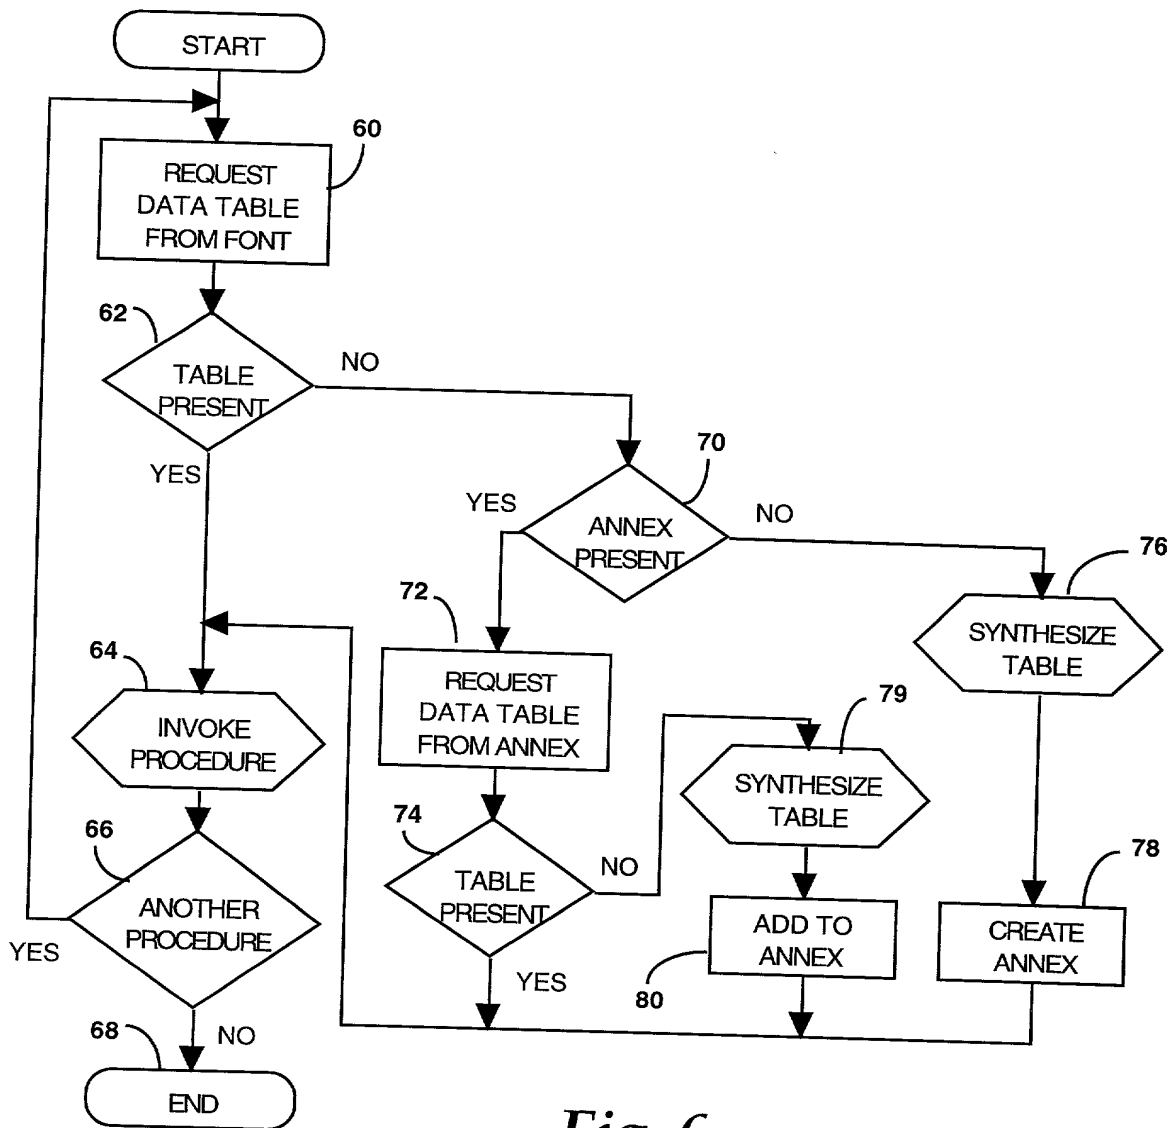 START
60
REQUEST
DATA TABLE
FROM FONT
62
TABLE
PRESENT
NO
YES
70
ANNEX
PRESENT
YES
NO
76
SYNTHESIZE
TABLE
72
REQUEST
DATA TABLE
FROM ANNEX
64
INVOKE
PROCEDURE
79
SYNTHESIZE
TABLE
74
TABLE
PRESENT
NO
YES
66
ANOTHER
PROCEDURE
YES
NO
78
CREATE
ANNEX
ADD TO
ANNEX
80
68
END
Fig. 6